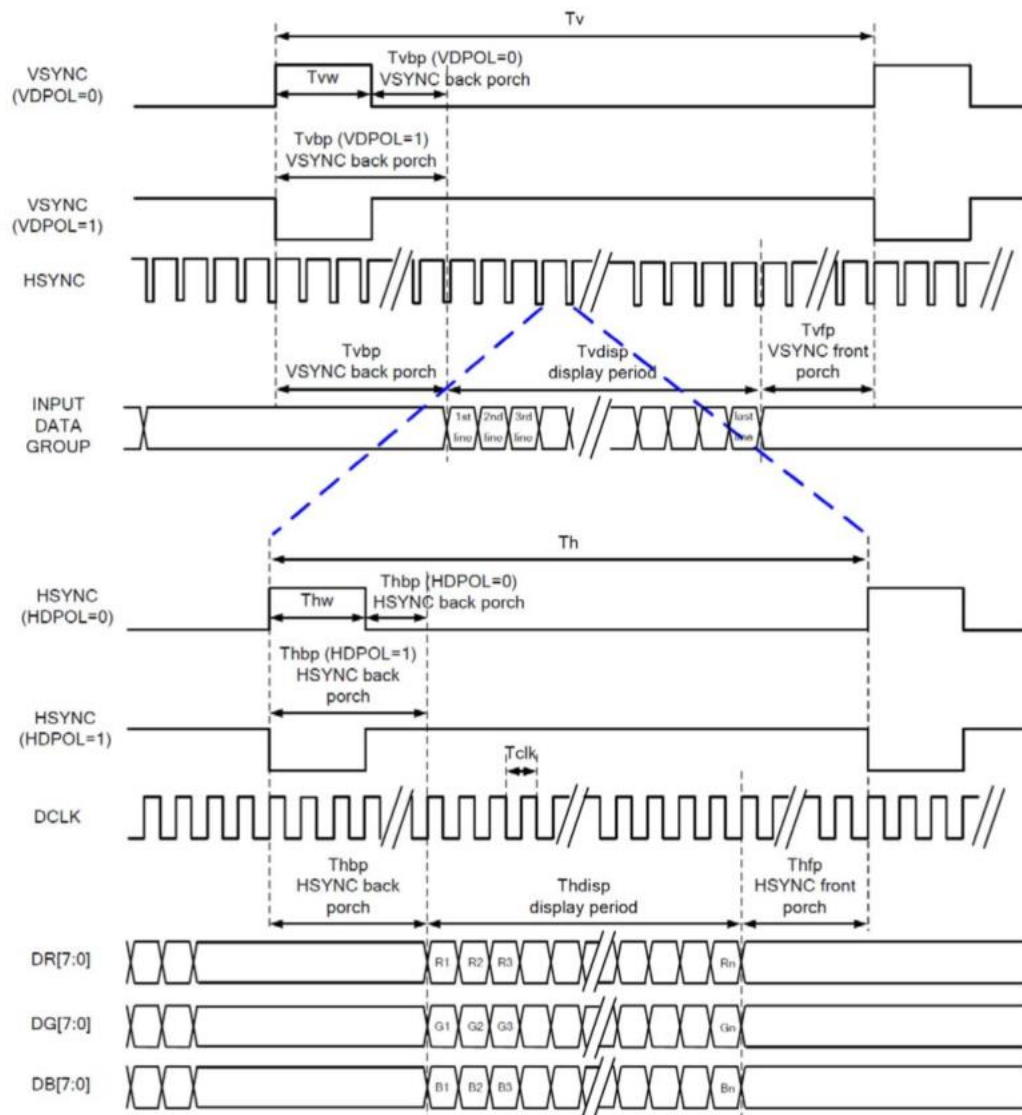 Tv
Tvbp (VDPOL=0)
VSYNC back porch
VSYNC
(VDPOL=0)
Tvw
Tvbp (VDPOL=1)
VSYNC back porch
VSYNC
(VDPOL=1)
HSYNC
Tvbp
VSYNC back porch
Tvdisp
display period
Tvfp
VSYNC front
porch
INPUT
DATA
GROUP
1st
line
2nd
line
3rd
line
last
line
Th
Thbp (HDPOL=0)
HSYNC back porch
HSYNC
(HDPOL=0)
Thw
Thbp (HDPOL=1)
HSYNC back
porch
HSYNC
(HDPOL=1)
Tclk
DCLK
Thbp
HSYNC back
porch
Thdisp
display period
Thfp
HSYNC front
porch
DR[7:0]
R1 R2 R3 Rn
DG[7:0]
G1 G2 G3 Gn
DB[7:0]
B1 B2 B3 Bn